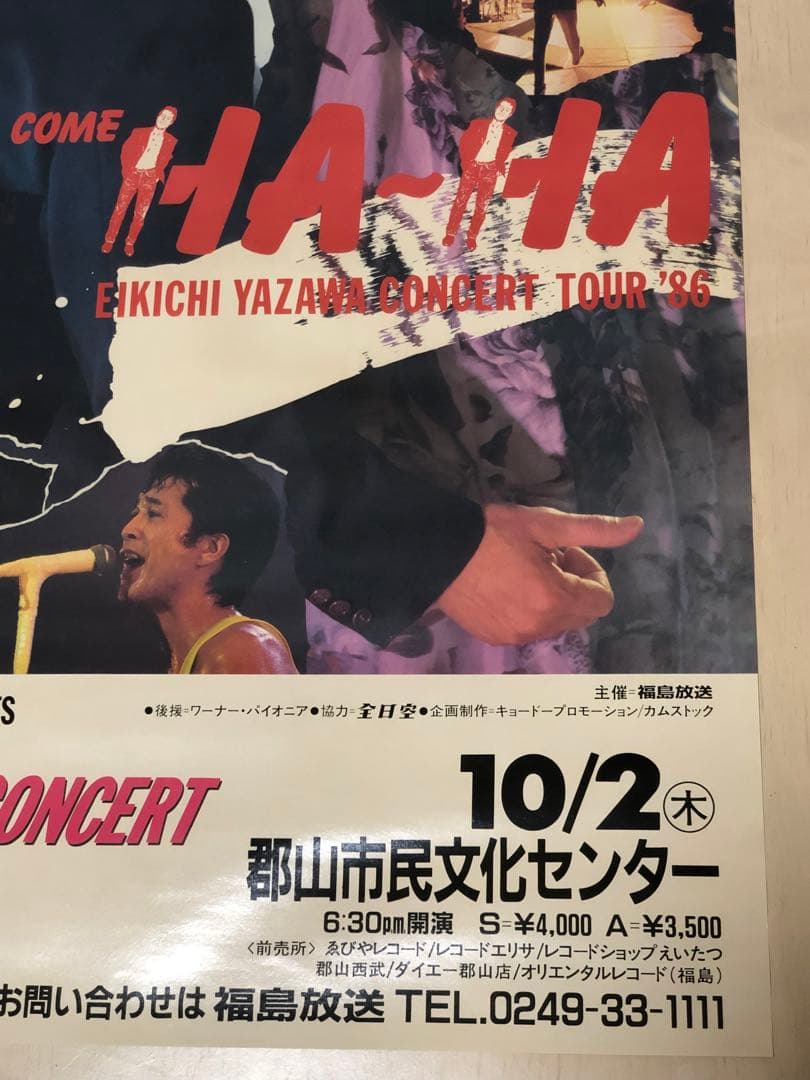 COME HA~HA
EIKICHI YAZAWA CONCERT TOUR '86
TS
主催=福島放送
●後援=ワーナー・パイオニア●協力=全日空●企画制作=キョードープロモーション/カムストック
CONCERT
10/2㊍
郡山市民文化センター
6:30p.m.開演 S=¥4,000 A=¥3,500
〈前売所〉ゑびやレコード/レコードエリサ/レコードショップえいたつ
郡山西武/ダイエー郡山店/オリエンタルレコード(福島)
お問い合わせは 福島放送 TEL.0249-33-1111